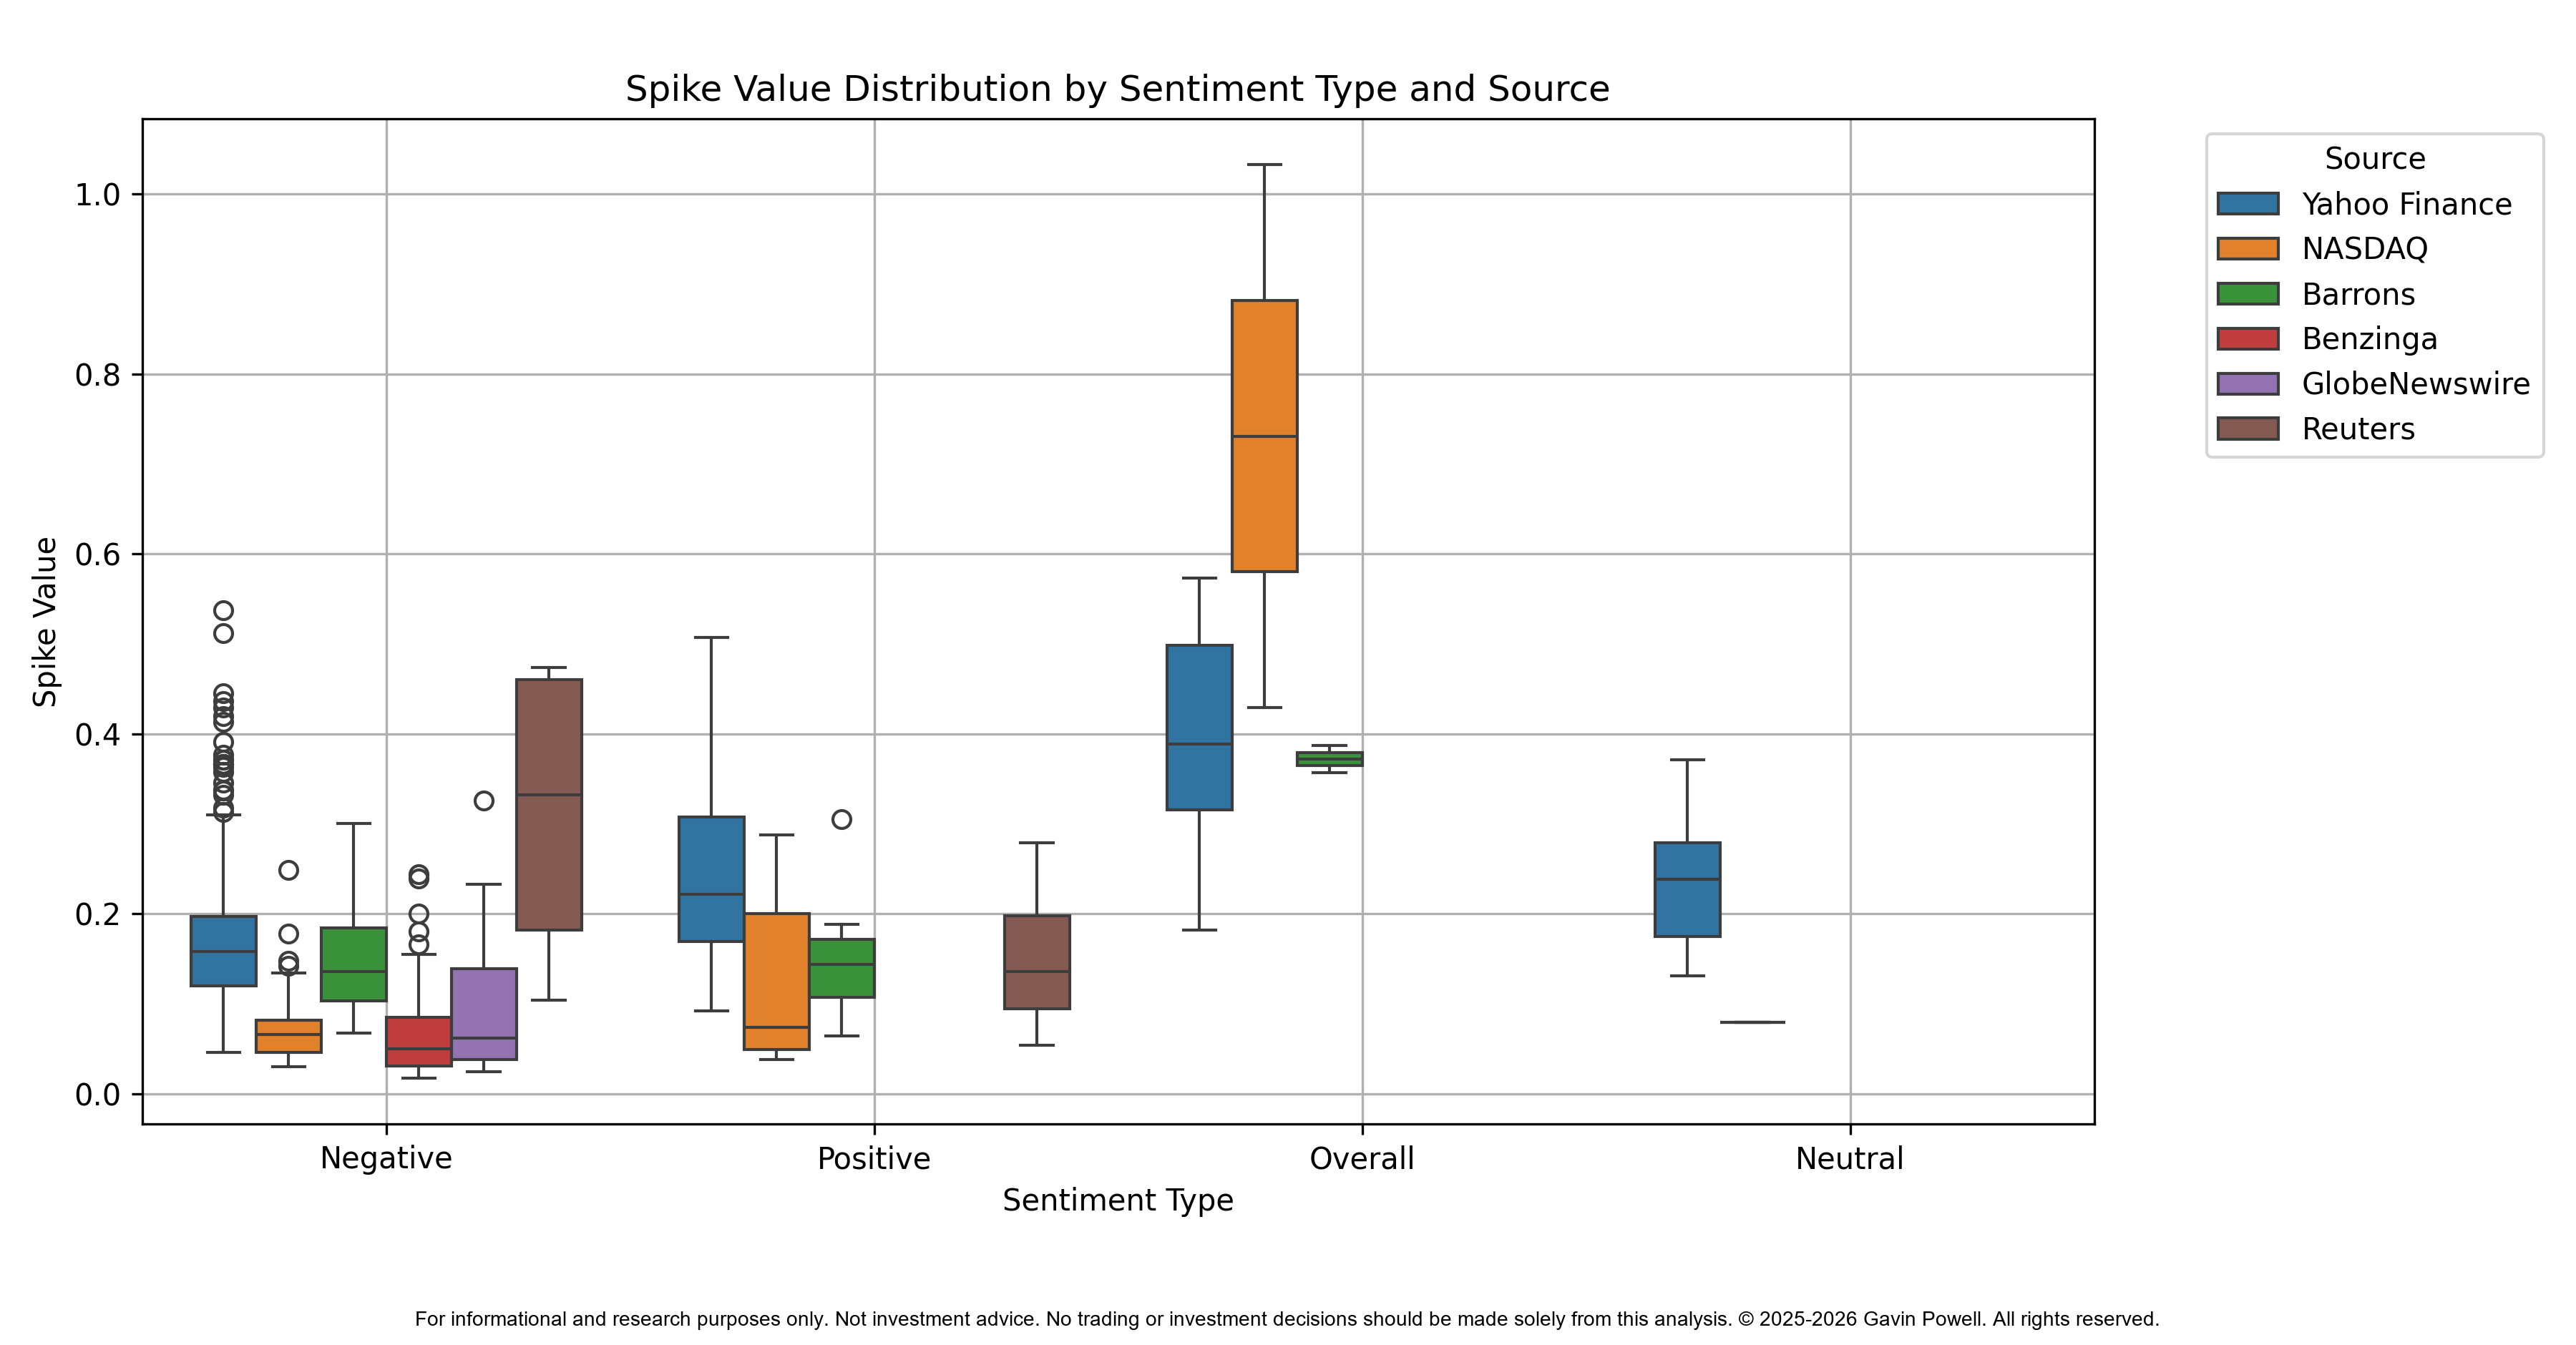 Spike Value Distribution by Sentiment Type and Source
Spike Value
1.0
0.8
0.6
0.4
0.2
0.0
Negative
Positive
Overall
Neutral
Sentiment Type
Source
Yahoo Finance
NASDAQ
Barrons
Benzinga
GlobeNewswire
Reuters
For informational and research purposes only. Not investment advice. No trading or investment decisions should be made solely from this analysis. © 2025-2026 Gavin Powell. All rights reserved.